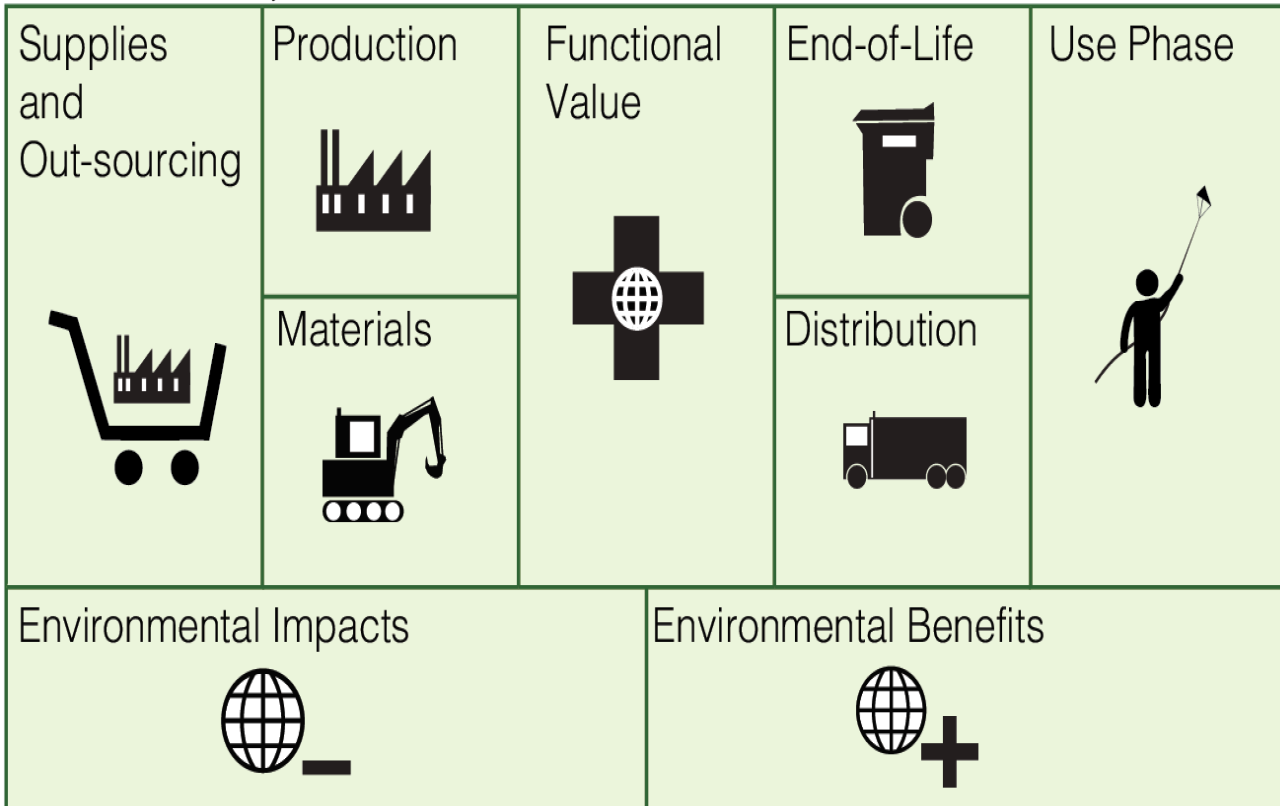 Supplies
and
Out-sourcing
Production
Materials
Functional
Value
End-of-Life
Distribution
Use Phase
Environmental Impacts
Environmental Benefits